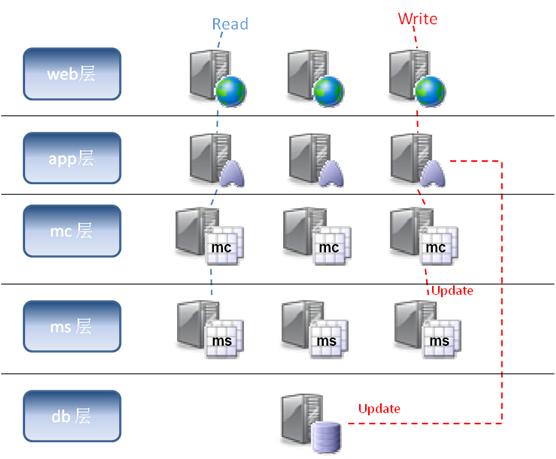 Read
Write
web层
app层
mc 层
mc
mc
mc
Update
ms 层
ms
ms
ms
Update
db 层